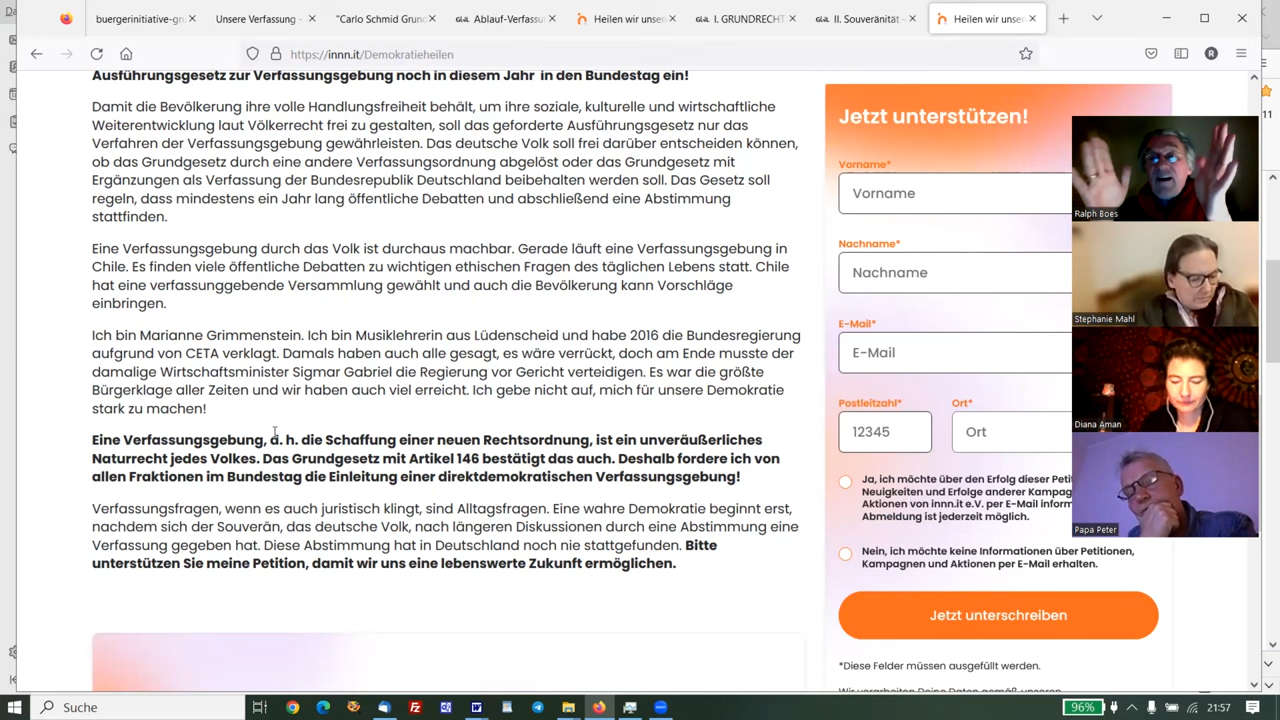 buergerinitiative-gru
Unsere Verfassung -
"Carlo Schmid Grun
Ablauf-Verfassu
Heilen wir unser
I. GRUNDRECHT
II. Souveränität –
Heilen wir unser
https://innn.it/Demokratieheilen
Ausführungsgesetz zur Verfassungsgebung noch in diesem Jahr in den Bundestag ein!
Damit die Bevölkerung ihre volle Handlungsfreiheit behält, um ihre soziale, kulturelle und wirtschaftliche
Weiterentwicklung laut Völkerrecht frei zu gestalten, soll das geforderte Ausführungsgesetz nur das
Verfahren der Verfassungsgebung gewährleisten. Das deutsche Volk soll frei darüber entscheiden können,
ob das Grundgesetz durch eine andere Verfassungsordnung abgelöst oder das Grundgesetz mit
Ergänzungen als Verfassung der Bundesrepublik Deutschland beibehalten werden soll. Das Gesetz soll
regeln, dass mindestens ein Jahr lang öffentliche Debatten und abschließend eine Abstimmung
stattfinden.
Eine Verfassungsgebung durch das Volk ist durchaus machbar. Gerade läuft eine Verfassungsgebung in
Chile. Es finden viele öffentliche Debatten zu wichtigen ethischen Fragen des täglichen Lebens statt. Chile
hat eine verfassunggebende Versammlung gewählt und auch die Bevölkerung kann Vorschläge
einbringen.
Ich bin Marianne Grimmenstein. Ich bin Musiklehrerin aus Lüdenscheid und habe 2016 die Bundesregierung
aufgrund von CETA verklagt. Damals haben auch alle gesagt, es wäre verrückt, doch am Ende musste der
damalige Wirtschaftsminister Sigmar Gabriel die Regierung vor Gericht verteidigen. Es war die größte
Bürgerklage aller Zeiten und wir haben auch viel erreicht. Ich gebe nicht auf, mich für unsere Demokratie
stark zu machen!
Eine Verfassungsgebung, d. h. die Schaffung einer neuen Rechtsordnung, ist ein unveräußerliches
Naturrecht jedes Volkes. Das Grundgesetz mit Artikel 146 bestätigt das auch. Deshalb fordere ich von
allen Fraktionen im Bundestag die Einleitung einer direktdemokratischen Verfassungsgebung!
Verfassungsfragen, wenn es auch juristisch klingt, sind Alltagsfragen. Eine wahre Demokratie beginnt erst,
nachdem sich der Souverän, das deutsche Volk, nach längeren Diskussionen durch eine Abstimmung eine
Verfassung gegeben hat. Diese Abstimmung hat in Deutschland noch nie stattgefunden. Bitte
unterstützen Sie meine Petition, damit wir uns eine lebenswerte Zukunft ermöglichen.
Jetzt unterstützen!
Vorname*
Vorname
Nachname*
Nachname
E-Mail*
E-Mail
Postleitzahl* Ort*
12345 Ort
Ja, ich möchte über den Erfolg dieser Peti
Neuigkeiten und Erfolge anderer Kampag
Aktionen von innn.it e.V. per E-Mail inform
Abmeldung ist jederzeit möglich.
Nein, ich möchte keine Informationen über Petitionen,
Kampagnen und Aktionen per E-Mail erhalten.
Jetzt unterschreiben
*Diese Felder müssen ausgefüllt werden.
Wir verarbeiten Deine Daten gemäß unseren
Ralph Boes
Stephanie Mahl
Diana Aman
Papa Peter
11
Suche
96%
21:57